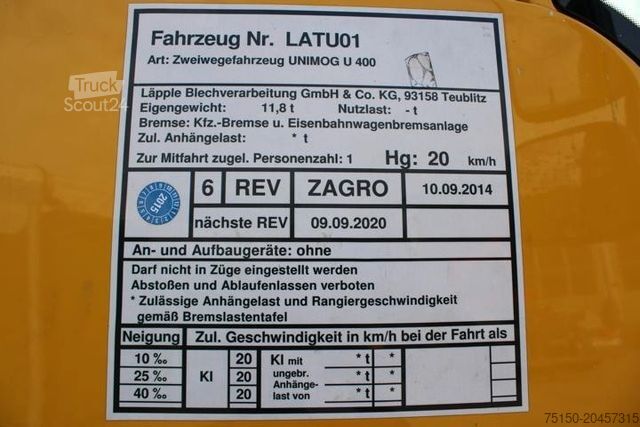 Fahrzeug Nr. LATU01
Art: Zweiwegefahrzeug UNIMOG U 400
Truck
Scout24
Läpple Blechverarbeitung GmbH & Co. KG, 93158 Teublitz
Eigengewicht: 11,8 t Nutzlast: - t
Bremse: Kfz.-Bremse u. Eisenbahnwagenbremsanlage
Zul. Anhängelast: * t
Zur Mitfahrt zugel. Personenzahl: 1 Hg: 20 km/h
2015 6 REV ZAGRO 10.09.2014
nächste REV 09.09.2020
An- und Aufbaugeräte: ohne
Darf nicht in Züge eingestellt werden
Abstoßen und Ablaufenlassen verboten
* Zulässige Anhängelast und Rangiergeschwindigkeit
gemäß Bremslastentafel
Neigung Zul. Geschwindigkeit in km/h bei der Fahrt als
10 ‰ KI 20 KI mit * t *
25 ‰ 20 ungebr. * t *
Anhänge-
40 ‰ 20 last von * t *
75150-20457315